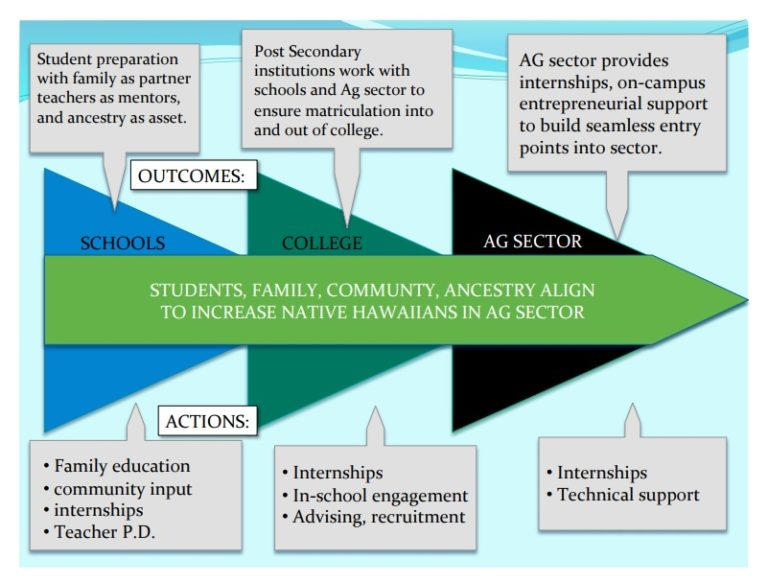 Student preparation
with family as partner
teachers as mentors,
and ancestry as asset.
Post Secondary
institutions work with
schools and Ag sector to
ensure matriculation into
and out of college.
AG sector provides
internships, on-campus
entrepreneurial support
to build seamless entry
points into sector.
OUTCOMES:
SCHOOLS
COLLEGE
AG SECTOR
STUDENTS, FAMILY, COMMUNTY, ANCESTRY ALIGN
TO INCREASE NATIVE HAWAIIANS IN AG SECTOR
ACTIONS:
• Family education
• community input
• internships
• Teacher P.D.
• Internships
• In-school engagement
• Advising, recruitment
• Internships
• Technical support